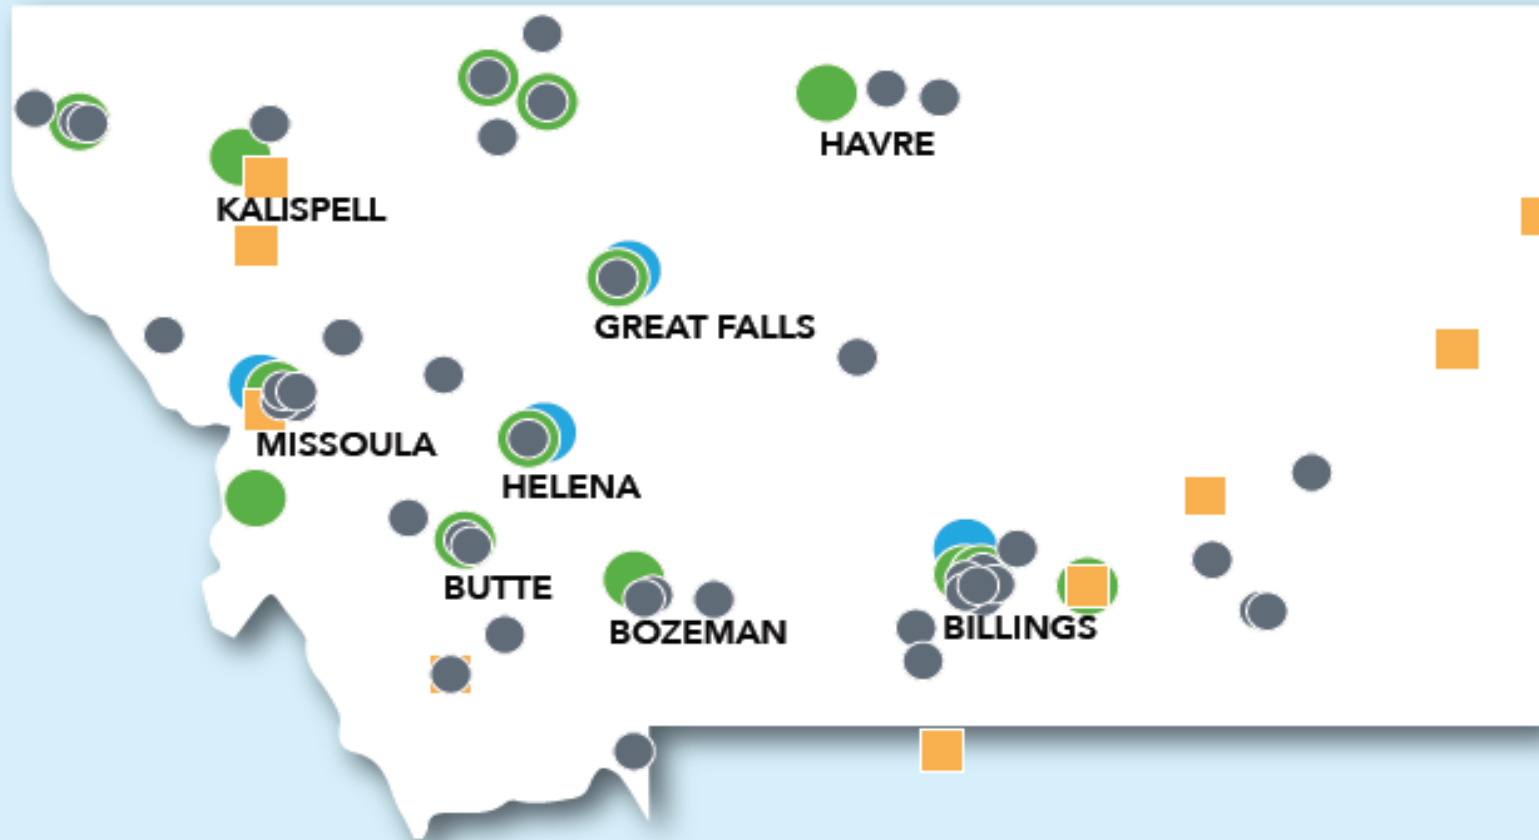 HAVRE
KALISPELL
GREAT FALLS
MISSOULA
HELENA
BUTTE
BOZEMAN
BILLINGS